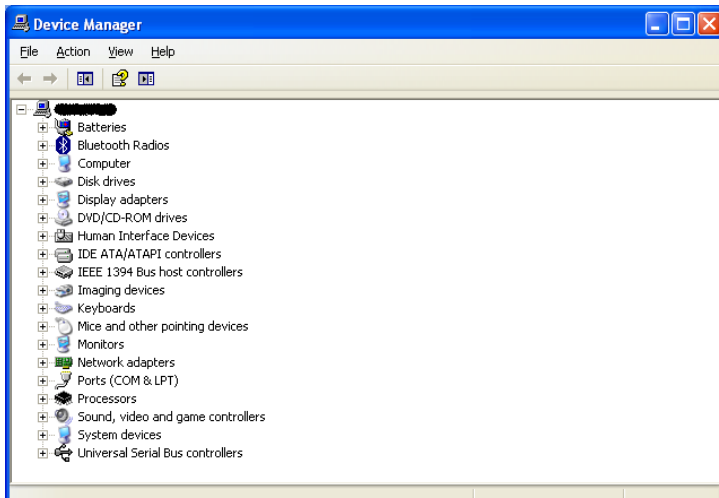 Device Manager
File Action View Help
Batteries
Bluetooth Radios
Computer
Disk drives
Display adapters
DVD/CD-ROM drives
Human Interface Devices
IDE ATA/ATAPI controllers
IEEE 1394 Bus host controllers
Imaging devices
Keyboards
Mice and other pointing devices
Monitors
Network adapters
Ports (COM & LPT)
Processors
Sound, video and game controllers
System devices
Universal Serial Bus controllers